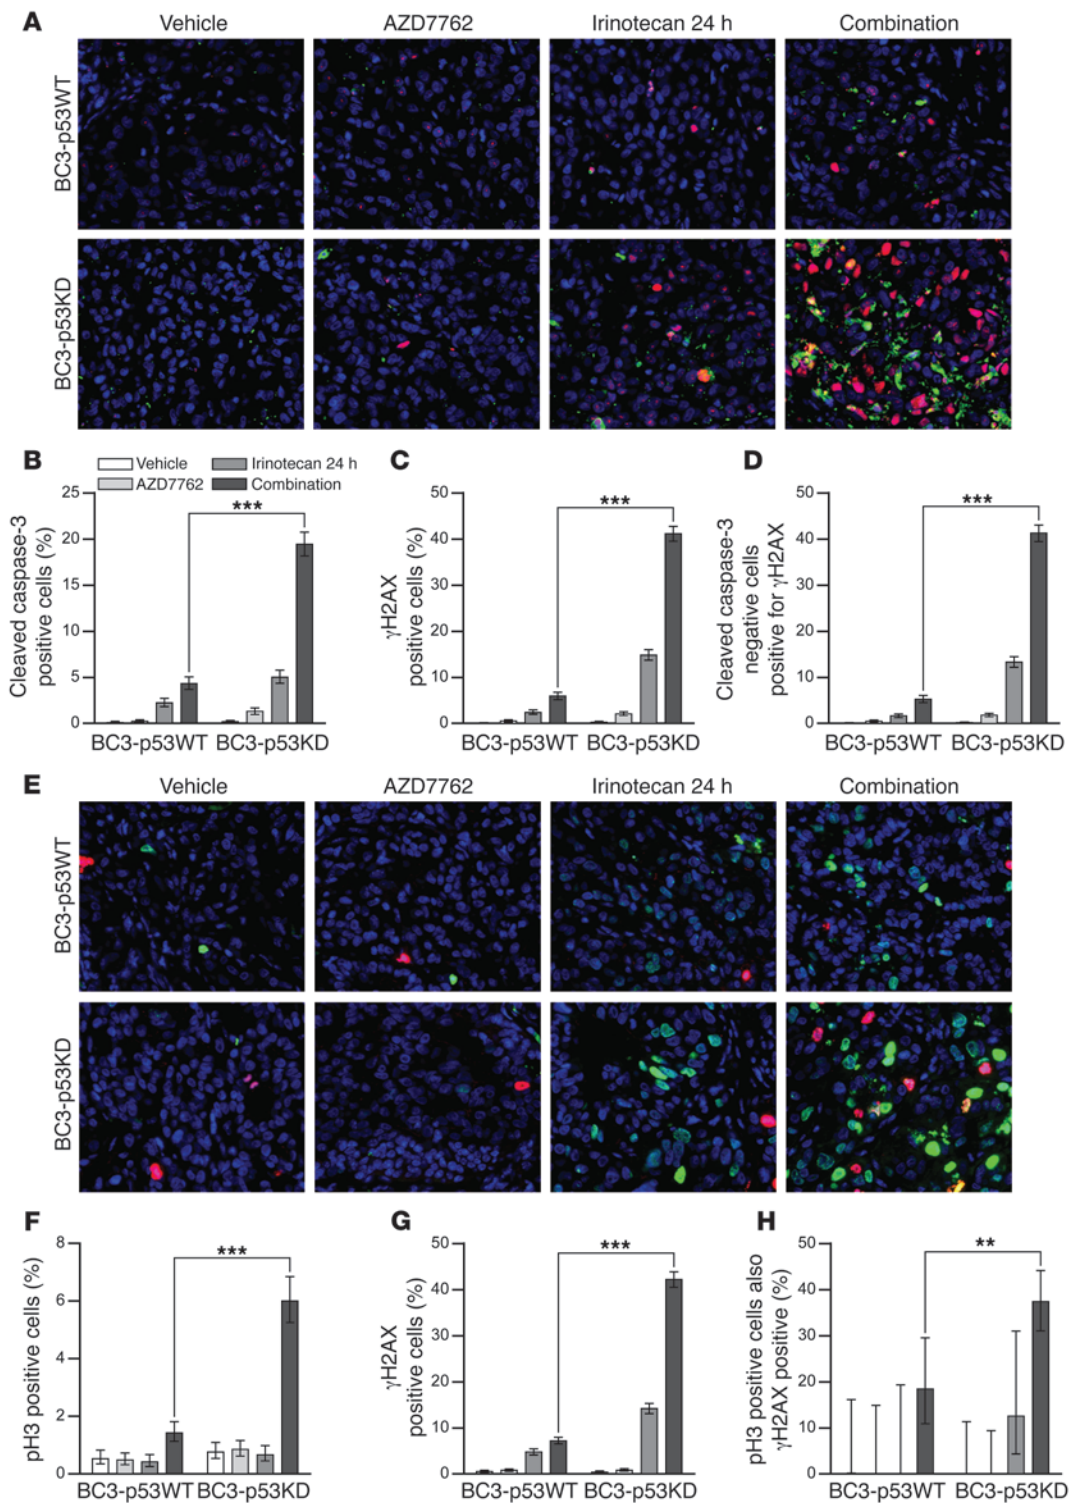 A
Vehicle
AZD7762
Irinotecan 24 h
Combination
BC3-p53WT
BC3-p53KD
B
Vehicle
Irinotecan 24 h
AZD7762
Combination
Cleaved caspase-3
positive cells (%)
25
20
15
10
5
0
***
BC3-p53WT BC3-p53KD
C
γH2AX
positive cells (%)
50
40
30
20
10
0
***
BC3-p53WT BC3-p53KD
D
Cleaved caspase-3
negative cells
positive for γH2AX
50
40
30
20
10
0
***
BC3-p53WT BC3-p53KD
E
Vehicle
AZD7762
Irinotecan 24 h
Combination
BC3-p53WT
BC3-p53KD
F
pH3 positive cells (%)
8
6
4
2
0
***
BC3-p53WT BC3-p53KD
G
γH2AX
positive cells (%)
50
40
30
20
10
0
***
BC3-p53WT BC3-p53KD
H
pH3 positive cells also
γH2AX positive (%)
50
40
30
20
10
0
**
BC3-p53WT BC3-p53KD